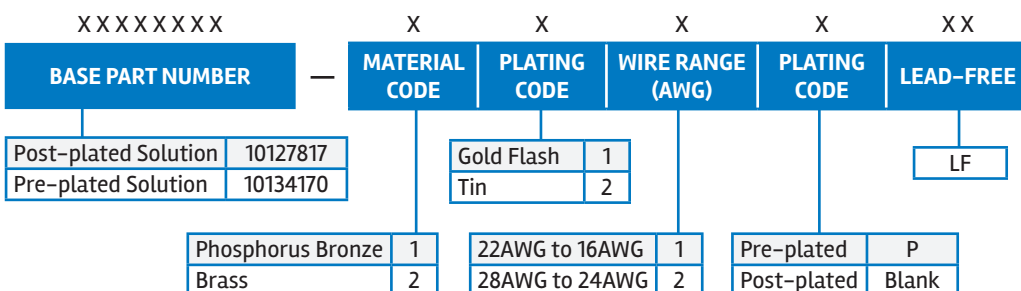 XXXXXXXX X X X X XX
BASE PART NUMBER — MATERIAL CODE PLATING CODE WIRE RANGE (AWG) PLATING CODE LEAD-FREE
Post-plated Solution 10127817
Pre-plated Solution 10134170
Gold Flash 1
Tin 2
LF
Phosphorus Bronze 1
Brass 2
22AWG to 16AWG 1
28AWG to 24AWG 2
Pre-plated P
Post-plated Blank